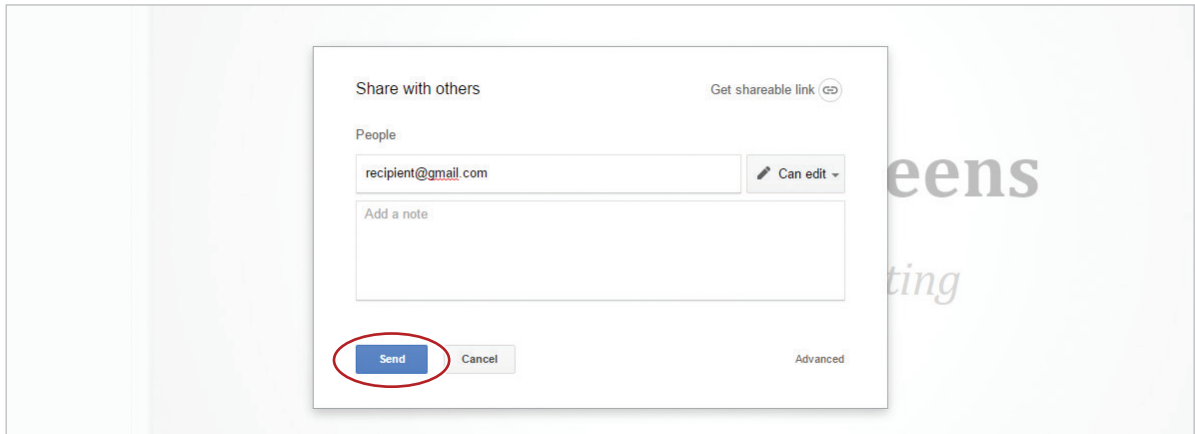 Share with others
Get shareable link
People
recipient@gmail.com
Can edit
Add a note
eens
ting
Send
Cancel
Advanced